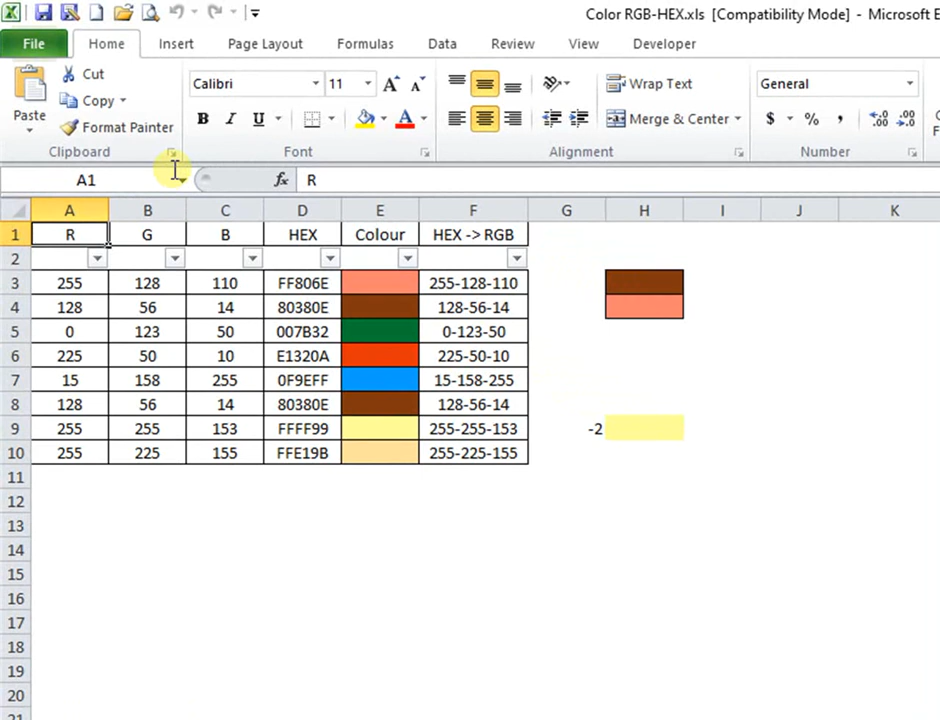 Color RGB-HEX.xls [Compatibility Mode] - Microsoft E
File Home Insert Page Layout Formulas Data Review View Developer
Paste
Cut
Copy
Format Painter
Clipboard
Calibri 11 A A
B I U A
Font
Wrap Text
Merge & Center
Alignment
General
$ % , .00 .0
Number
A1 fx R
A B C D E F G H I J K
1 R G B HEX Colour HEX -> RGB
2
3 255 128 110 FF806E 255-128-110
4 128 56 14 80380E 128-56-14
5 0 123 50 007B32 0-123-50
6 225 50 10 E1320A 225-50-10
7 15 158 255 0F9EFF 15-158-255
8 128 56 14 80380E 128-56-14
9 255 255 153 FFFF99 255-255-153 -2
10 255 225 155 FFE19B 255-225-155
11
12
13
14
15
16
17
18
19
20
21